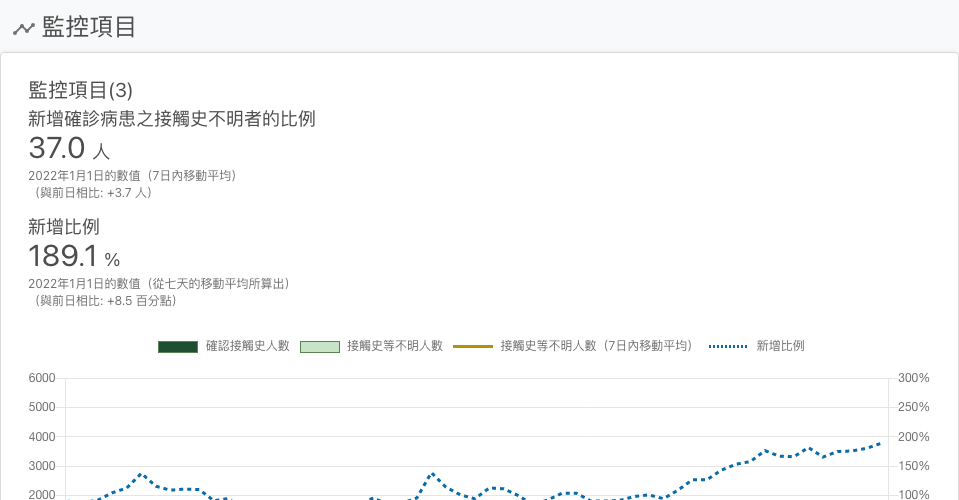 監控項目
監控項目(3)
新增確診病患之接觸史不明者的比例
37.0 人
2022年1月1日的數值（7日內移動平均）
（與前日相比: +3.7 人）
新增比例
189.1 %
2022年1月1日的數值（從七天的移動平均所算出）
（與前日相比: +8.5 百分點）
確認接觸史人數 接觸史等不明人數 接觸史等不明人數（7日內移動平均） 新增比例
6000 300%
5000 250%
4000 200%
3000 150%
2000 100%